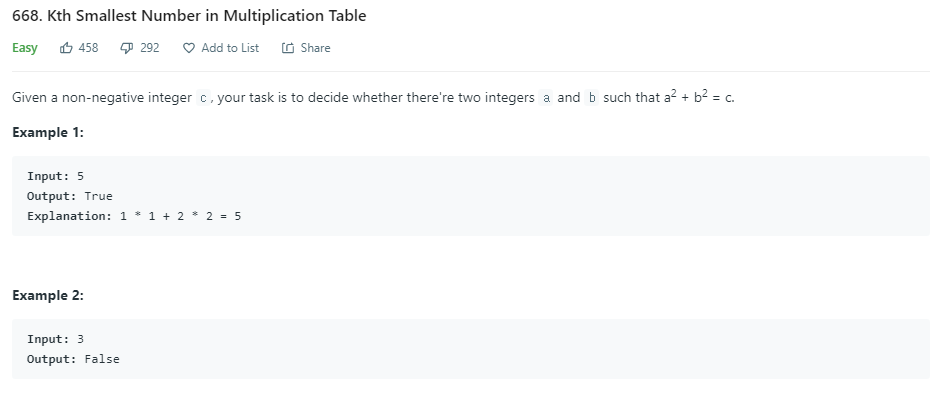 668. Kth Smallest Number in Multiplication Table
Easy 458 292 Add to List Share
Given a non-negative integer c, your task is to decide whether there're two integers a and b such that a² + b² = c.
Example 1:
Input: 5
Output: True
Explanation: 1 * 1 + 2 * 2 = 5
Example 2:
Input: 3
Output: False